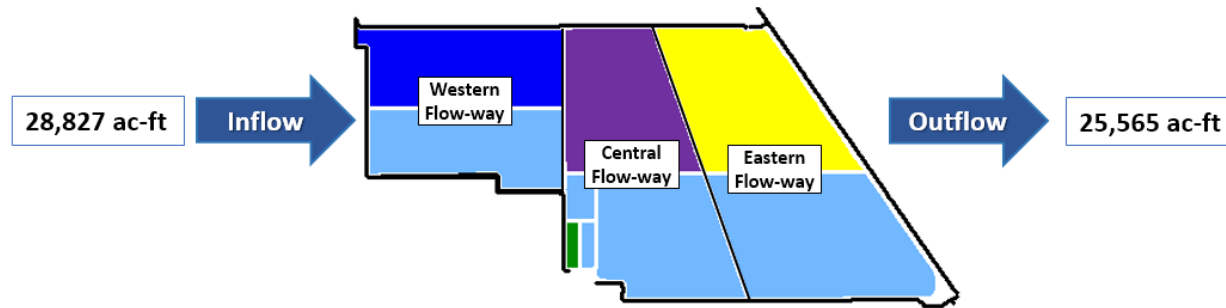 28,827 ac-ft
Inflow
Western
Flow-way
Central
Flow-way
Eastern
Flow-way
Outflow
25,565 ac-ft